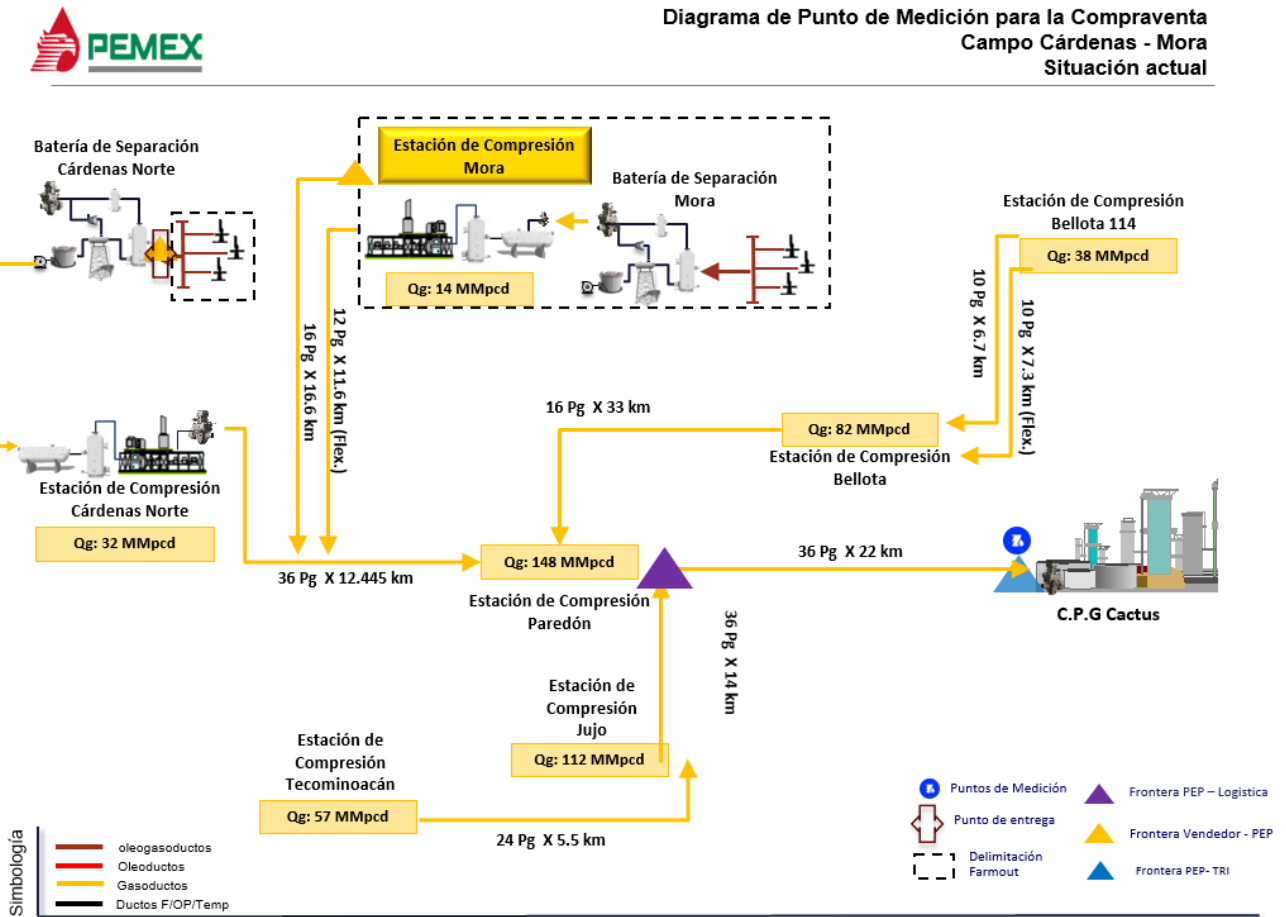 PEMEX
Diagrama de Punto de Medición para la Compraventa
Campo Cárdenas - Mora
Situación actual
Batería de Separación
Cárdenas Norte
Estación de Compresión
Mora
Batería de Separación
Mora
Qg: 14 MMpcd
Estación de Compresión
Bellota 114
Qg: 38 MMpcd
16 Pg X 16.6 km
12 Pg X 11.6 km (Flex.)
10 Pg X 6.7 km
10 Pg X 7.3 km (Flex.)
16 Pg X 33 km
Qg: 82 MMpcd
Estación de Compresión
Bellota
Estación de Compresión
Cárdenas Norte
Qg: 32 MMpcd
36 Pg X 12.445 km
Qg: 148 MMpcd
Estación de Compresión
Paredón
36 Pg X 22 km
C.P.G Cactus
36 Pg X 14 km
Estación de
Compresión
Jujo
Qg: 112 MMpcd
Estación de
Compresión
Tecominoacán
Qg: 57 MMpcd
24 Pg X 5.5 km
Simbología
oleogasoductos
Oleoductos
Gasoductos
Ductos F/OP/Temp
Puntos de Medición
Punto de entrega
Delimitación
Farmout
Frontera PEP – Logistica
Frontera Vendedor - PEP
Frontera PEP- TRI